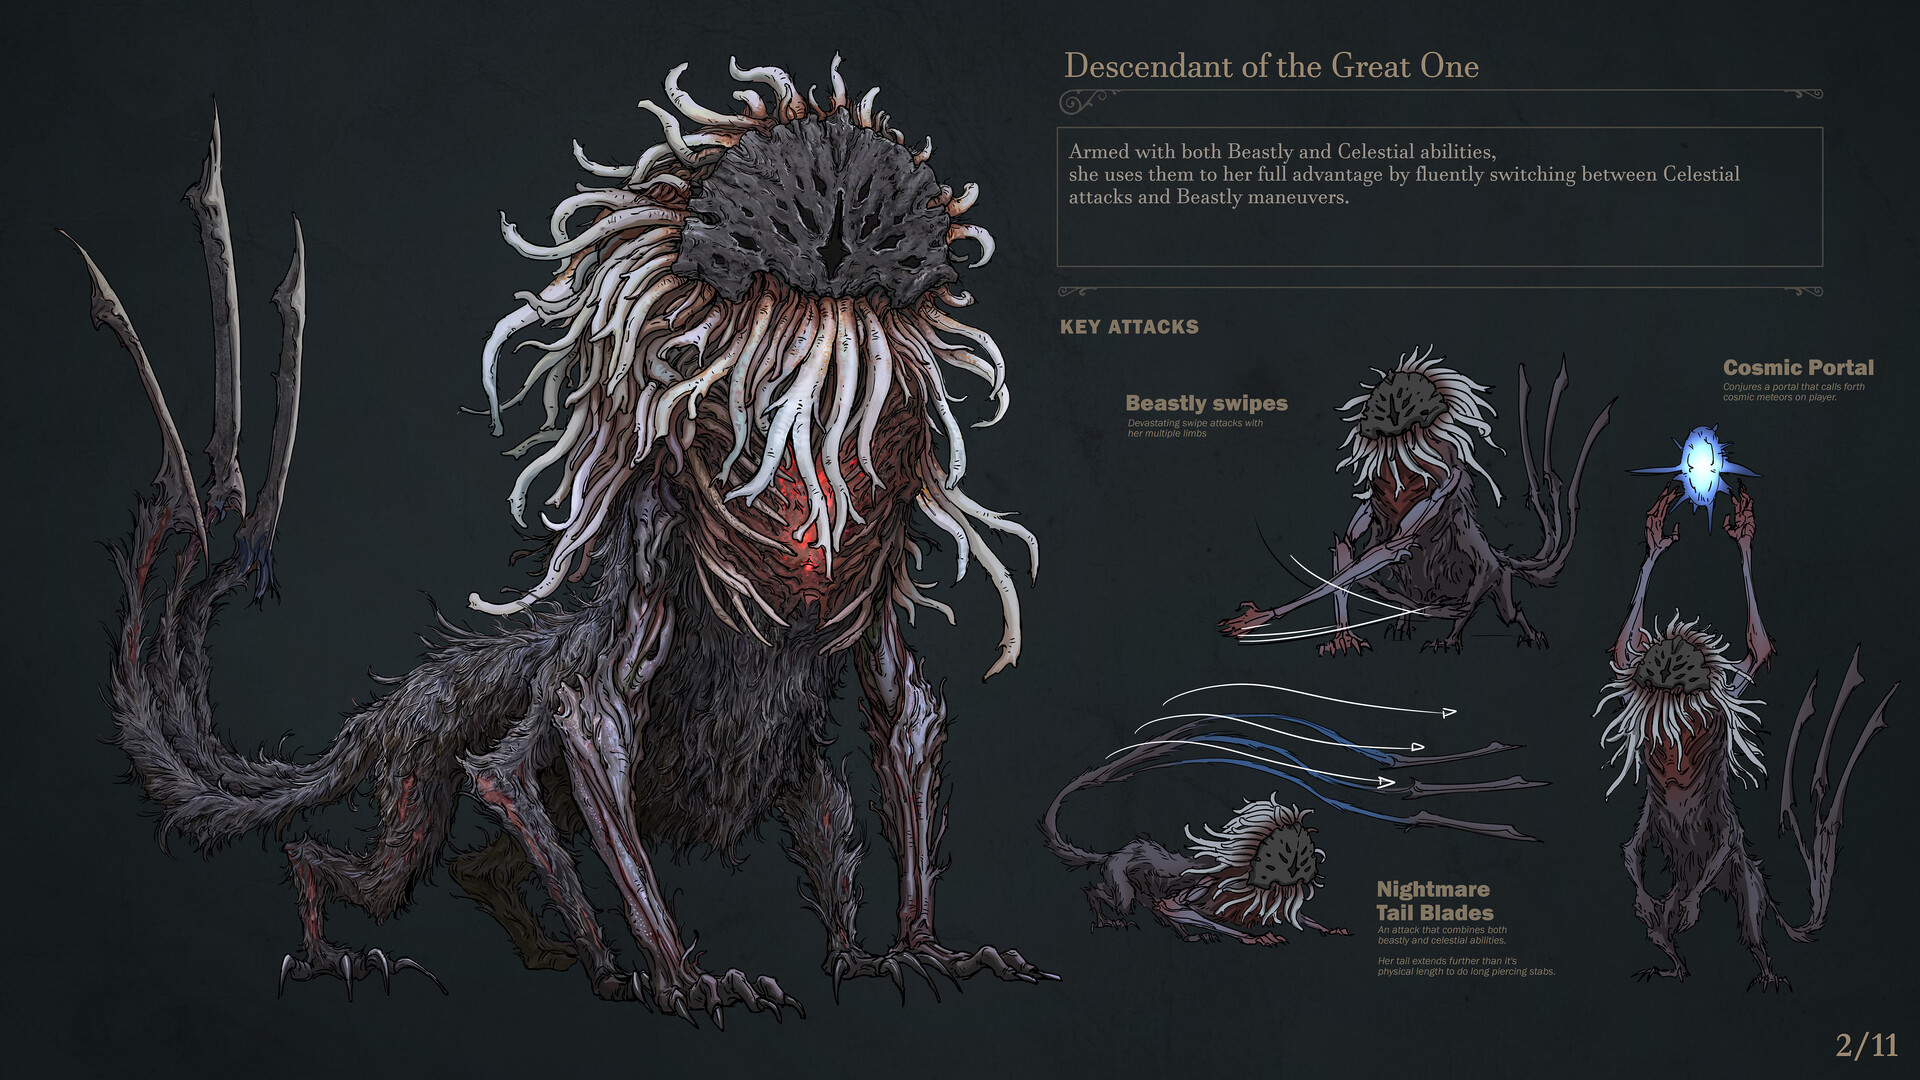 Descendant of the Great One
Armed with both Beastly and Celestial abilities,
she uses them to her full advantage by fluently switching between Celestial
attacks and Beastly maneuvers.
KEY ATTACKS
Beastly swipes
Devastating swipe attacks with
her multiple limbs
Cosmic Portal
Conjures a portal that calls forth
cosmic meteors on player.
Nightmare
Tail Blades
An attack that combines both
beastly and celestial abilities.
Her tail extends further than it's
physical length to do long piercing stabs.
2/11